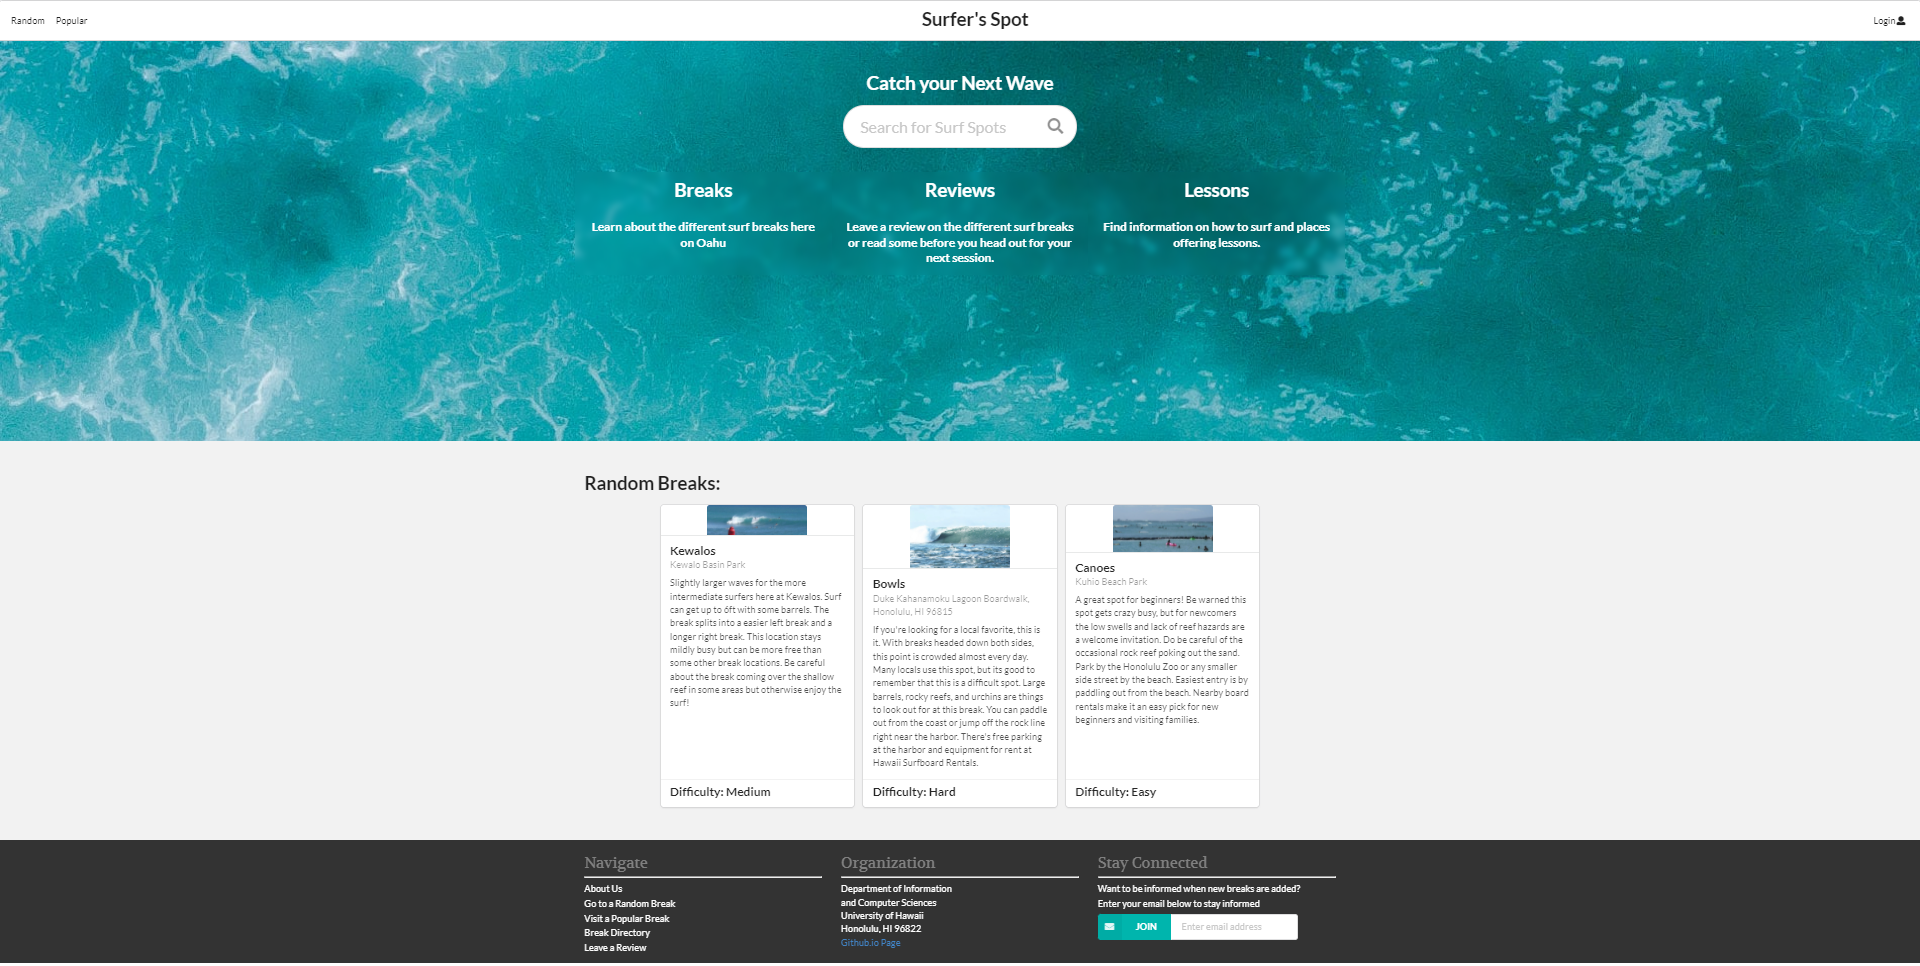 Random Popular Surfer's Spot Login
Catch your Next Wave
Search for Surf Spots
Breaks
Learn about the different surf breaks here
on Oahu
Reviews
Leave a review on the different surf breaks
or read some before you head out for your
next session.
Lessons
Find information on how to surf and places
offering lessons.
Random Breaks:
Kewalos
Kewalo Basin Park
Slightly larger waves for the more
intermediate surfers here at Kewalos. Surf
can get up to 6ft with some barrels. The
break splits into a easier left break and a
longer right break. This location stays
mildly busy but can be more free than
some other break locations. Be careful
about the break coming over the shallow
reef in some areas but otherwise enjoy the
surf!
Difficulty: Medium
Bowls
Duke Kahanamoku Lagoon Boardwalk,
Honolulu, HI 96815
If you're looking for a local favorite, this is
it. With breaks headed down both sides,
this point is crowded almost every day.
Many locals use this spot, but its good to
remember that this is a difficult spot. Large
barrels, rocky reefs, and urchins are things
to look out for at this break. You can paddle
out from the coast or jump off the rock line
right near the harbor. There's free parking
at the harbor and equipment for rent at
Hawaii Surfboard Rentals.
Difficulty: Hard
Canoes
Kuhio Beach Park
A great spot for beginners! Be warned this
spot gets crazy busy, but for newcomers
the low swells and lack of reef hazards are
a welcome invitation. Do be careful of the
occasional rock reef poking out the sand.
Park by the Honolulu Zoo or any smaller
side street by the beach. Easiest entry is by
paddling out from the beach. Nearby board
rentals make it an easy pick for new
beginners and visiting families.
Difficulty: Easy
Navigate
About Us
Go to a Random Break
Visit a Popular Break
Break Directory
Leave a Review
Organization
Department of Information
and Computer Sciences
University of Hawaii
Honolulu, HI 96822
Github.io Page
Stay Connected
Want to be informed when new breaks are added?
Enter your email below to stay informed
JOIN Enter email address